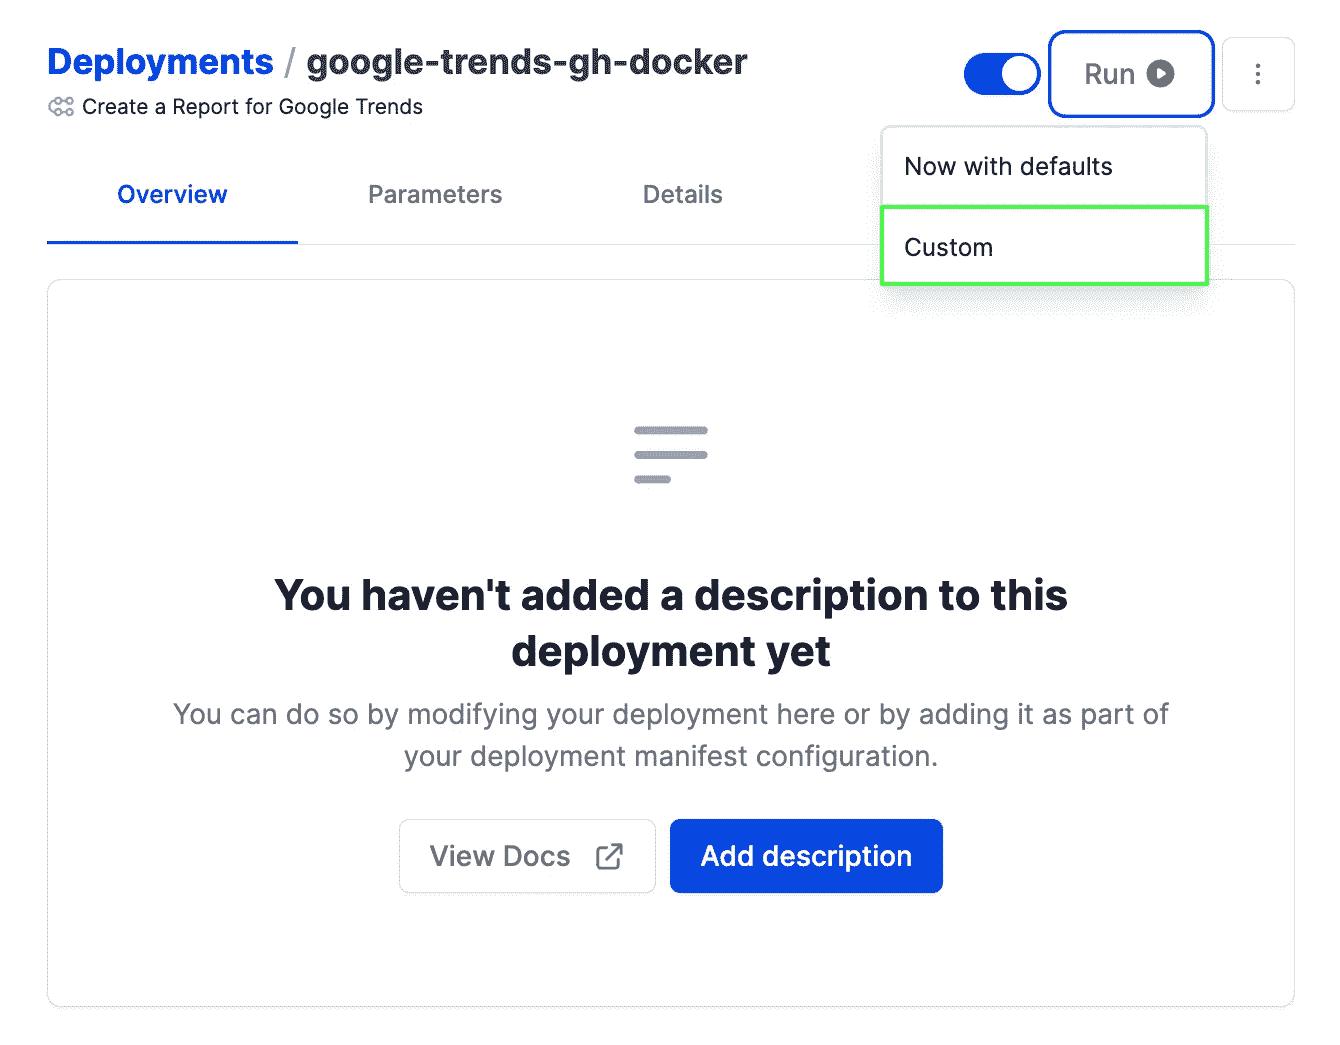 Deployments / google-trends-gh-docker
Run
Create a Report for Google Trends
Now with defaults
Custom
Overview Parameters Details
You haven't added a description to this
deployment yet
You can do so by modifying your deployment here or by adding it as part of
your deployment manifest configuration.
View Docs
Add description